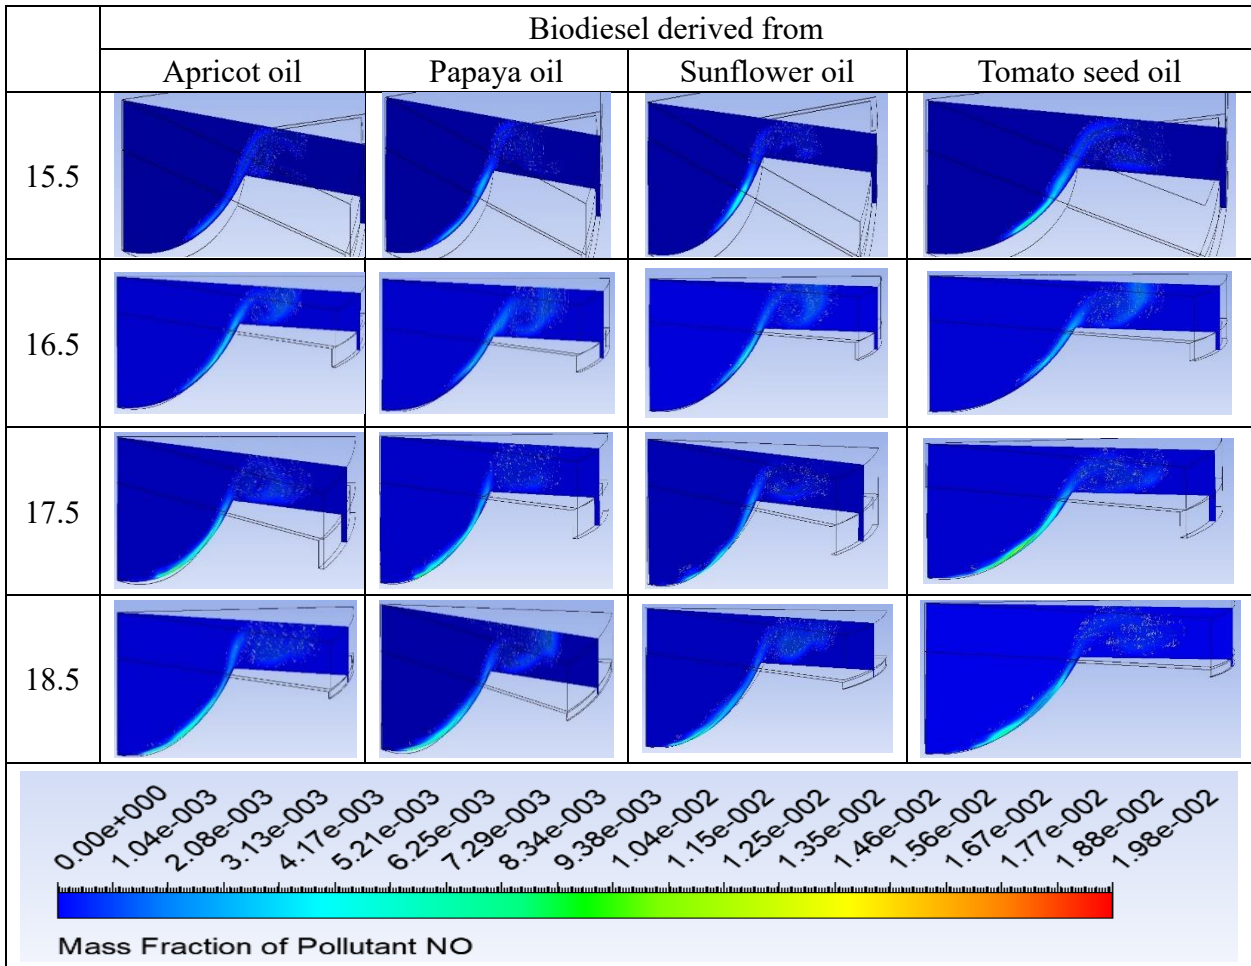 Biodiesel derived from
Apricot oil
Papaya oil
Sunflower oil
Tomato seed oil
15.5
16.5
17.5
18.5
0.00e+000
1.04e-003
2.08e-003
3.13e-003
4.17e-003
5.21e-003
6.25e-003
7.29e-003
8.34e-003
9.38e-003
1.04e-002
1.15e-002
1.25e-002
1.35e-002
1.46e-002
1.56e-002
1.67e-002
1.77e-002
1.88e-002
1.98e-002
Mass Fraction of Pollutant NO